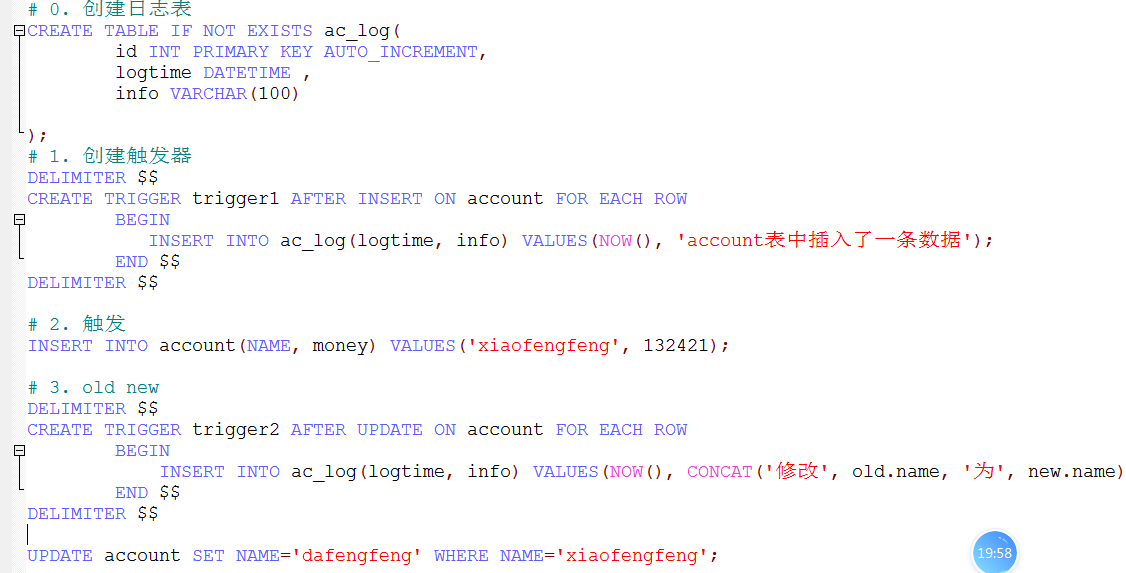 # 0. 创建日志表
CREATE TABLE IF NOT EXISTS ac_log(
id INT PRIMARY KEY AUTO_INCREMENT,
logtime DATETIME ,
info VARCHAR(100)
);
# 1. 创建触发器
DELIMITER $$
CREATE TRIGGER trigger1 AFTER INSERT ON account FOR EACH ROW
BEGIN
INSERT INTO ac_log(logtime, info) VALUES(NOW(), 'account表中插入了一条数据');
END $$
DELIMITER $$
# 2. 触发
INSERT INTO account(NAME, money) VALUES('xiaofengfeng', 132421);
# 3. old new
DELIMITER $$
CREATE TRIGGER trigger2 AFTER UPDATE ON account FOR EACH ROW
BEGIN
INSERT INTO ac_log(logtime, info) VALUES(NOW(), CONCAT('修改', old.name, '为', new.name)
END $$
DELIMITER $$
UPDATE account SET NAME='dafengfeng' WHERE NAME='xiaofengfeng';
19:58